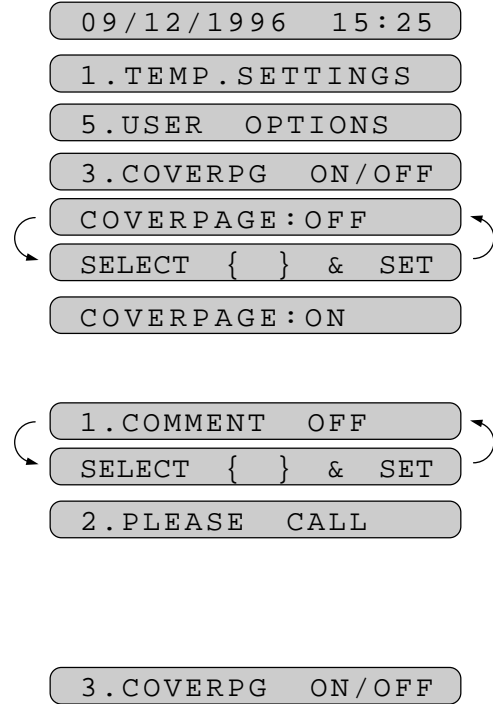 09/12/1996 15:25
1.TEMP.SETTINGS
5.USER OPTIONS
3.COVERPG ON/OFF
COVERPAGE:OFF
SELECT { } & SET
COVERPAGE:ON
1.COMMENT OFF
SELECT { } & SET
2.PLEASE CALL
3.COVERPG ON/OFF